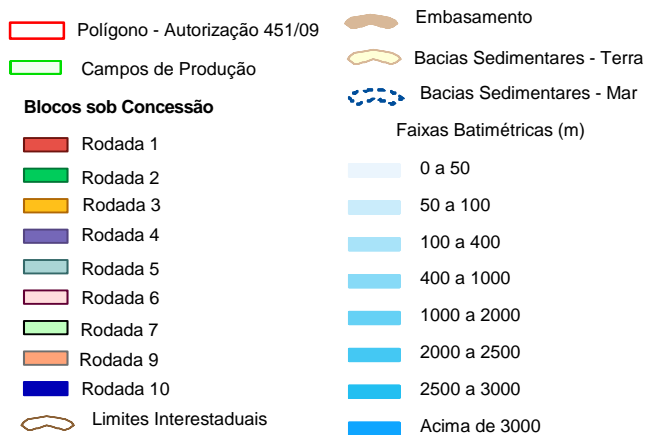 Polígono - Autorização 451/09
Campos de Produção
Blocos sob Concessão
Rodada 1
Rodada 2
Rodada 3
Rodada 4
Rodada 5
Rodada 6
Rodada 7
Rodada 9
Rodada 10
Limites Interestaduais
Embasamento
Bacias Sedimentares - Terra
Bacias Sedimentares - Mar
Faixas Batimétricas (m)
0 a 50
50 a 100
100 a 400
400 a 1000
1000 a 2000
2000 a 2500
2500 a 3000
Acima de 3000